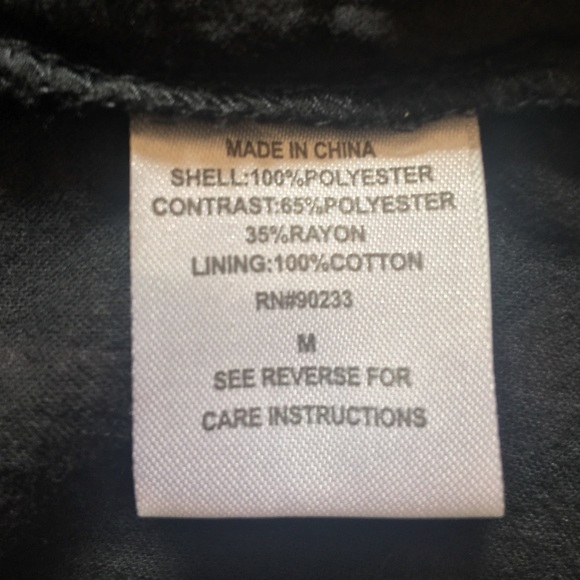 MADE IN CHINA
SHELL:100%POLYESTER
CONTRAST:65%POLYESTER
35%RAYON
LINING:100%COTTON
RN#90233
M
SEE REVERSE FOR
CARE INSTRUCTIONS